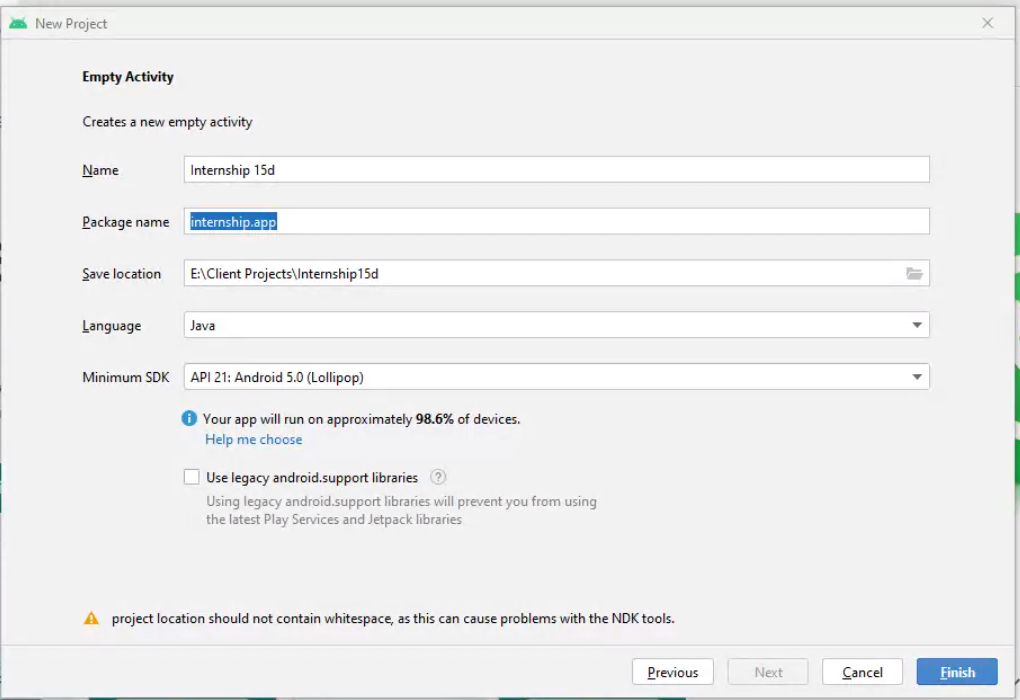 New Project
Empty Activity
Creates a new empty activity
Name Internship 15d
Package name internship.app
Save location E:\Client Projects\Internship15d
Language Java
Minimum SDK API 21: Android 5.0 (Lollipop)
Your app will run on approximately 98.6% of devices.
Help me choose
Use legacy android.support libraries ?
Using legacy android.support libraries will prevent you from using
the latest Play Services and Jetpack libraries
project location should not contain whitespace, as this can cause problems with the NDK tools.
Previous Next Cancel Finish